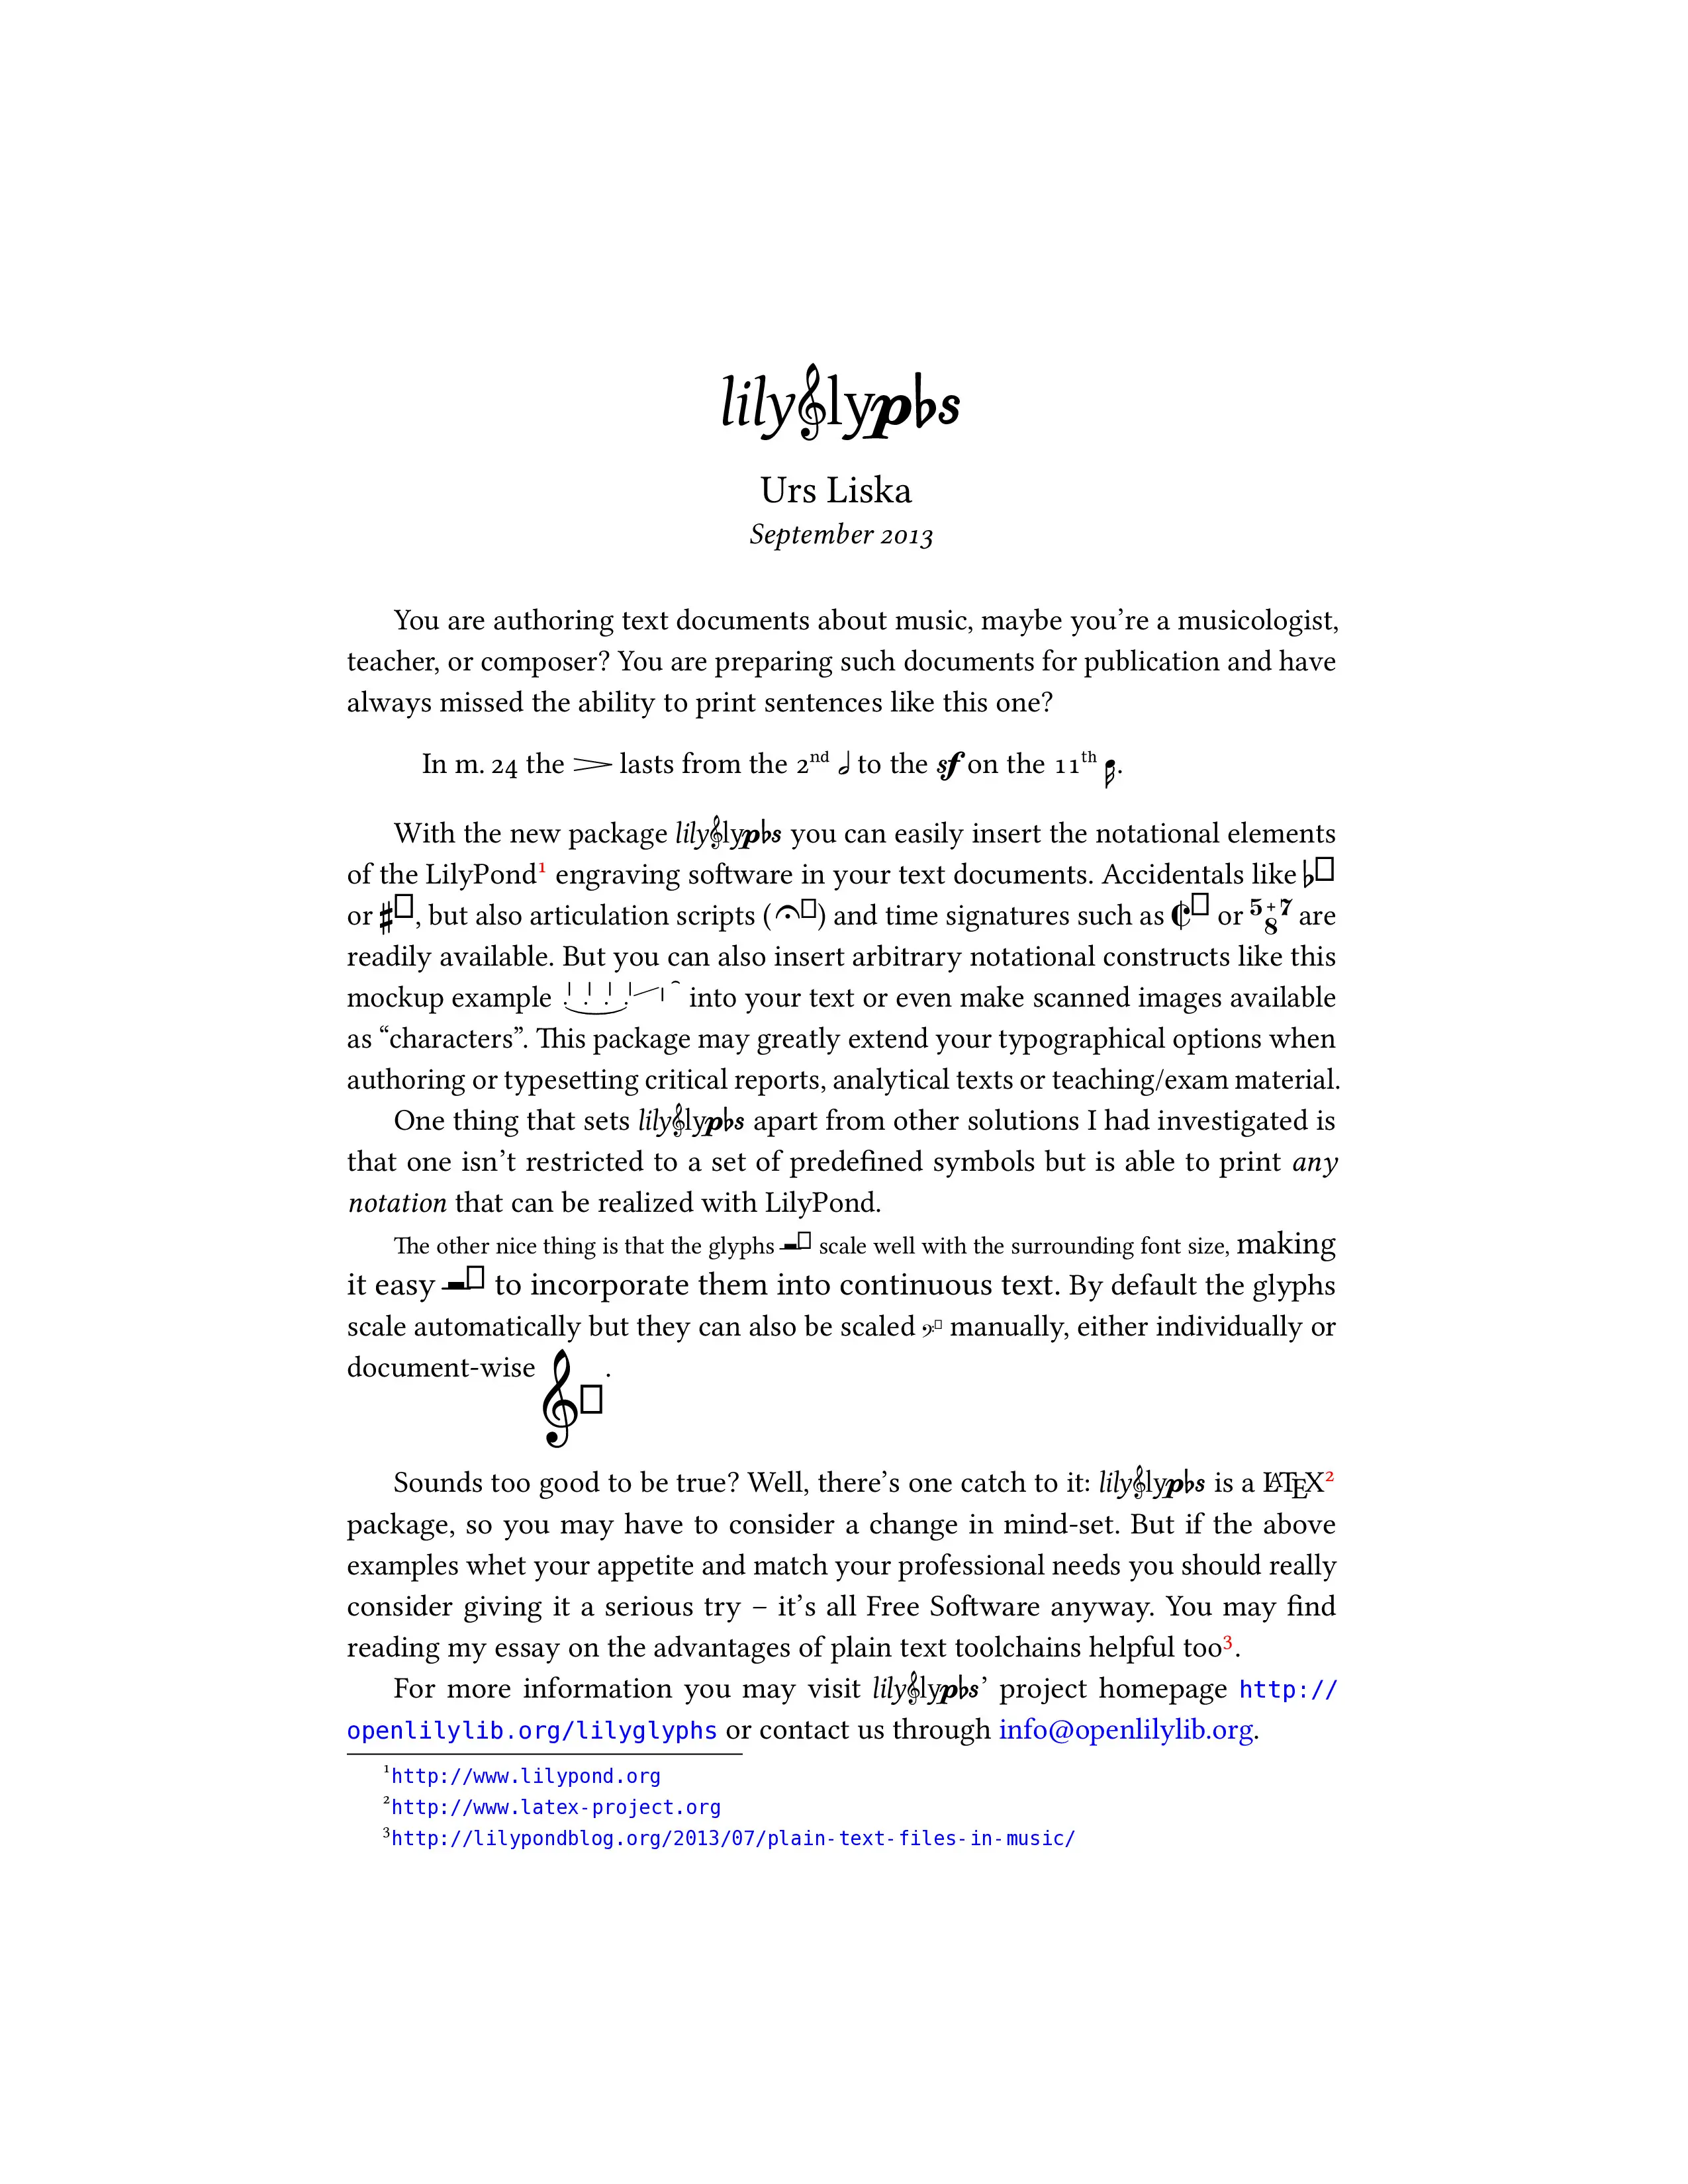 lily𝄞lyp♭s
Urs Liska
September 2013
You are authoring text documents about music, maybe you’re a musicologist,
teacher, or composer? You are preparing such documents for publication and have
always missed the ability to print sentences like this one?
In m. 24 the 𝆓 lasts from the 2nd 𝅗𝅥 to the sf on the 11th 𝅘𝅥𝅯.
With the new package lily𝄞lyp♭s you can easily insert the notational elements
of the LilyPond1 engraving software in your text documents. Accidentals like ♭□
or ♯□, but also articulation scripts (𝄐□) and time signatures such as 𝄵□ or 5+7 8 are
readily available. But you can also insert arbitrary notational constructs like this
mockup example into your text or even make scanned images available
as “characters”. This package may greatly extend your typographical options when
authoring or typesetting critical reports, analytical texts or teaching/exam material.
One thing that sets lily𝄞lyp♭s apart from other solutions I had investigated is
that one isn’t restricted to a set of predefined symbols but is able to print any
notation that can be realized with LilyPond.
The other nice thing is that the glyphs 𝄼□ scale well with the surrounding font size, making
it easy 𝄼□ to incorporate them into continuous text. By default the glyphs
scale automatically but they can also be scaled 𝄢□ manually, either individually or
document-wise 𝄞□.
Sounds too good to be true? Well, there’s one catch to it: lily𝄞lyp♭s is a LATEX2
package, so you may have to consider a change in mind-set. But if the above
examples whet your appetite and match your professional needs you should really
consider giving it a serious try – it’s all Free Software anyway. You may find
reading my essay on the advantages of plain text toolchains helpful too3.
For more information you may visit lily𝄞lyp♭s’ project homepage http://
openlilylib.org/lilyglyphs or contact us through info@openlilylib.org.
1http://www.lilypond.org
2http://www.latex-project.org
3http://lilypondblog.org/2013/07/plain-text-files-in-music/